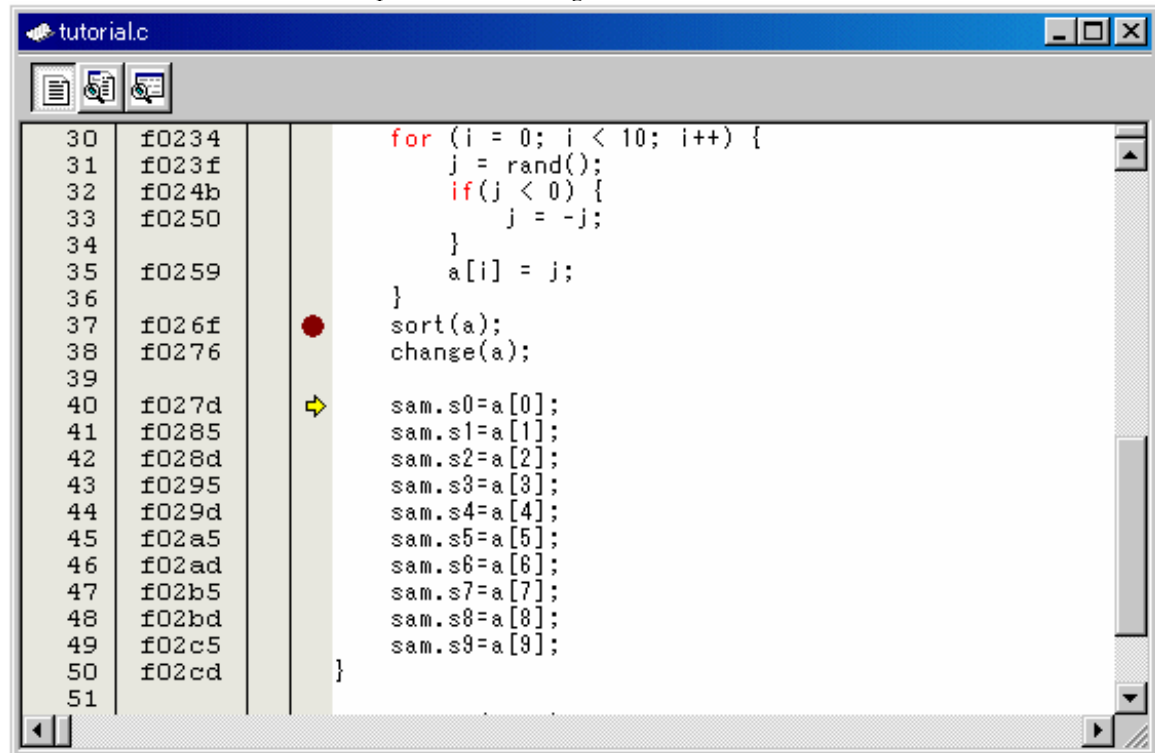 tutorial.c
30 f0234 for (i = 0; i < 10; i++) {
31 f023f j = rand();
32 f024b if(j < 0) {
33 f0250 j = -j;
34 }
35 f0259 a[i] = j;
36 }
37 f026f sort(a);
38 f0276 change(a);
39
40 f027d sam.s0=a[0];
41 f0285 sam.s1=a[1];
42 f028d sam.s2=a[2];
43 f0295 sam.s3=a[3];
44 f029d sam.s4=a[4];
45 f02a5 sam.s5=a[5];
46 f02ad sam.s6=a[6];
47 f02b5 sam.s7=a[7];
48 f02bd sam.s8=a[8];
49 f02c5 sam.s9=a[9];
50 f02cd }
51